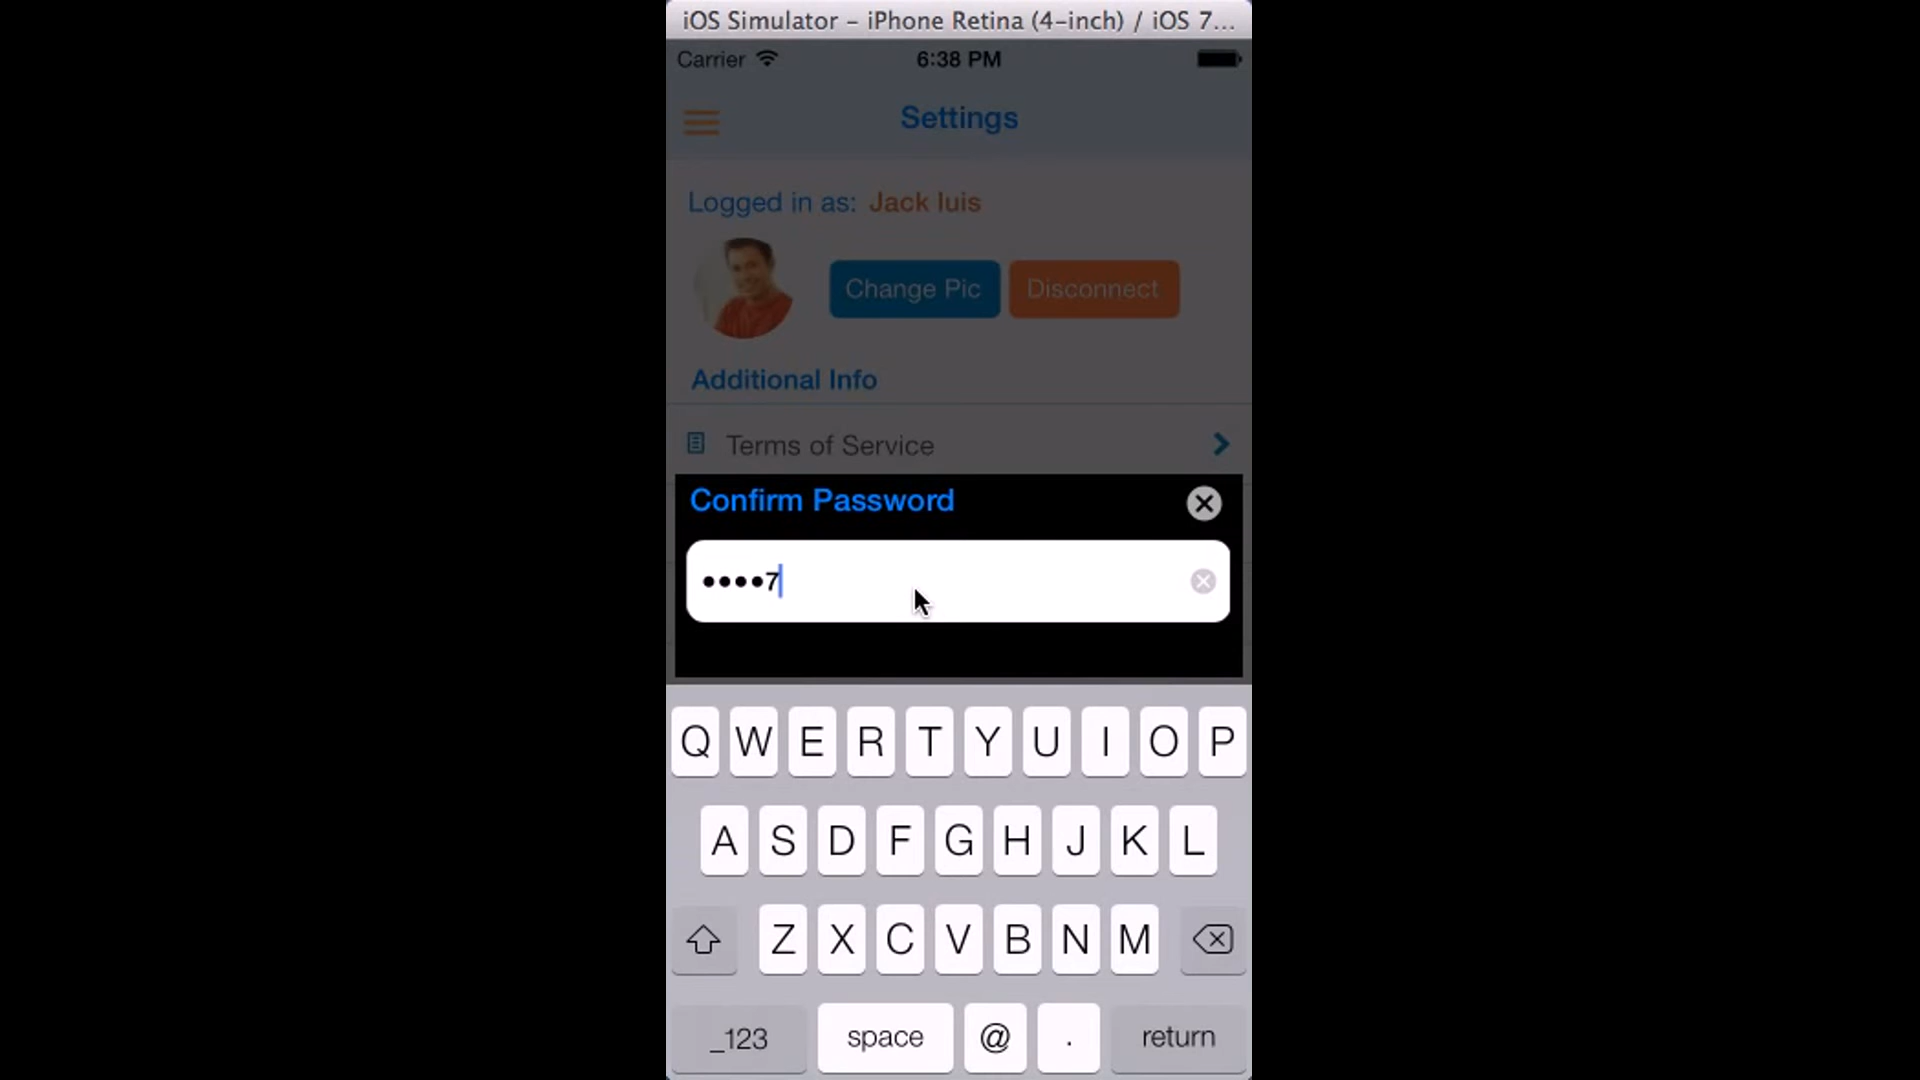 iOS Simulator - iPhone Retina (4-inch) / iOS 7...
Carrier 6:38 PM
Settings
Logged in as: Jack luis
Change Pic Disconnect
Additional Info
Terms of Service
Confirm Password
••••7
Q W E R T Y U I O P
A S D F G H J K L
Z X C V B N M
_123 space @ . return